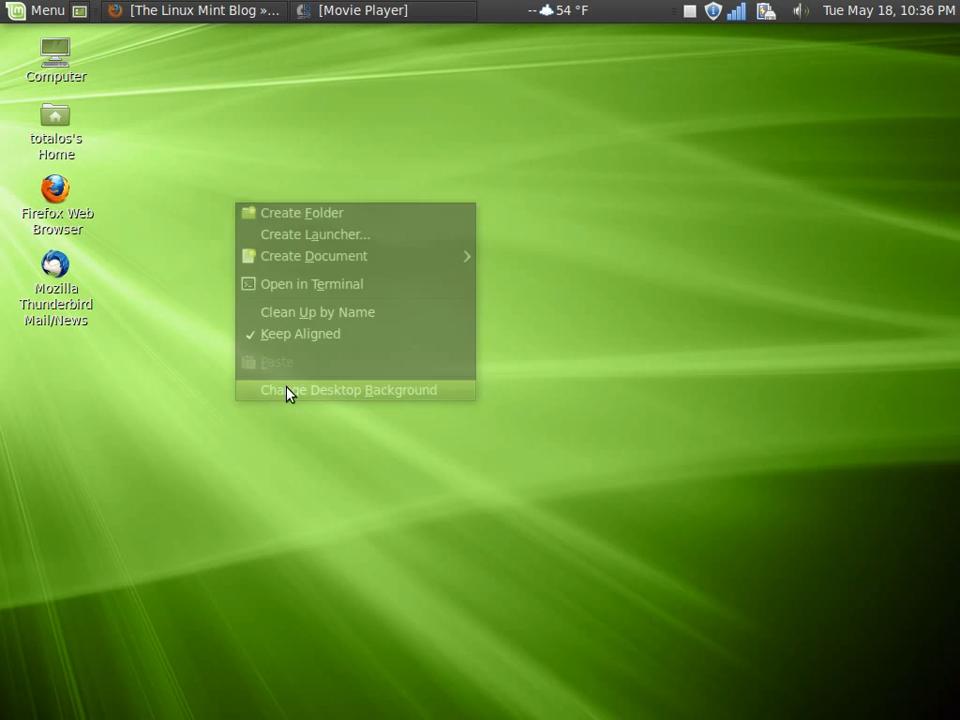 Menu [The Linux Mint Blog »... [Movie Player] -- 54 °F Tue May 18, 10:36 PM
Computer
totalos's
Home
Firefox Web
Browser
Mozilla
Thunderbird
Mail/News
Create Folder
Create Launcher...
Create Document
Open in Terminal
Clean Up by Name
Keep Aligned
Paste
Change Desktop Background